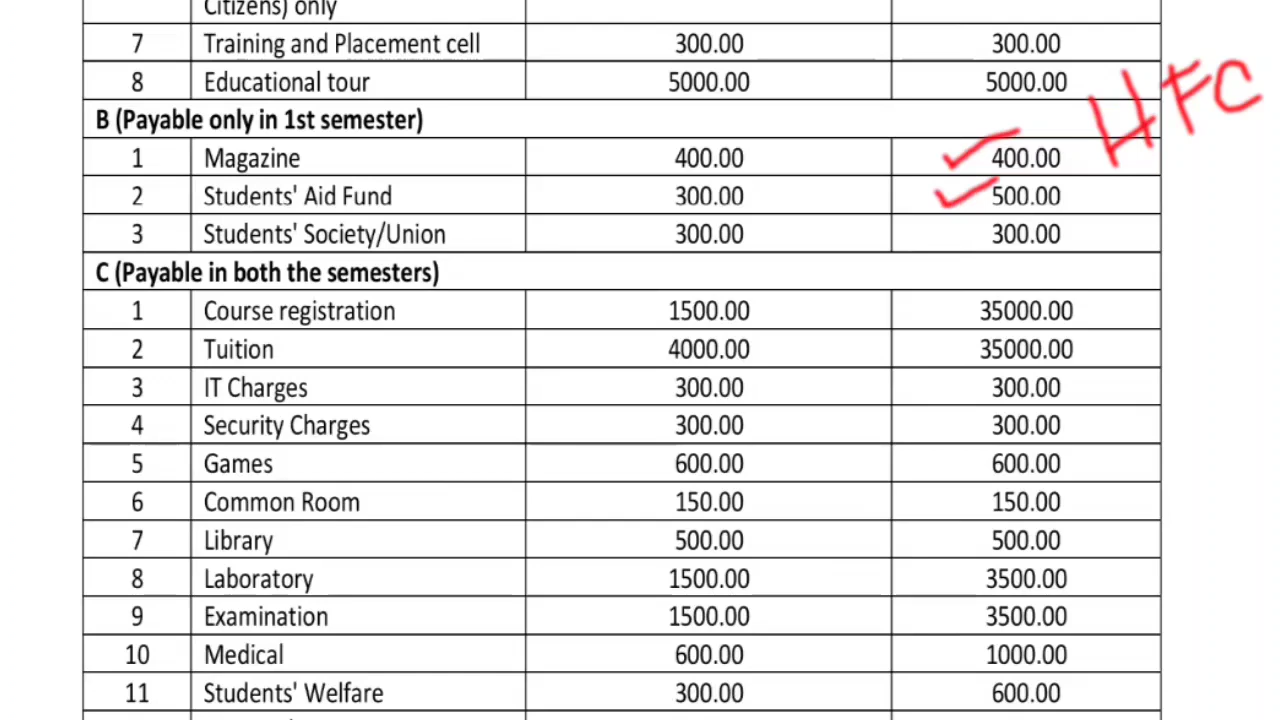 Citizens) only
7 Training and Placement cell 300.00 300.00
8 Educational tour 5000.00 5000.00
HFC
B (Payable only in 1st semester)
1 Magazine 400.00 400.00
2 Students' Aid Fund 300.00 500.00
3 Students' Society/Union 300.00 300.00
C (Payable in both the semesters)
1 Course registration 1500.00 35000.00
2 Tuition 4000.00 35000.00
3 IT Charges 300.00 300.00
4 Security Charges 300.00 300.00
5 Games 600.00 600.00
6 Common Room 150.00 150.00
7 Library 500.00 500.00
8 Laboratory 1500.00 3500.00
9 Examination 1500.00 3500.00
10 Medical 600.00 1000.00
11 Students' Welfare 300.00 600.00